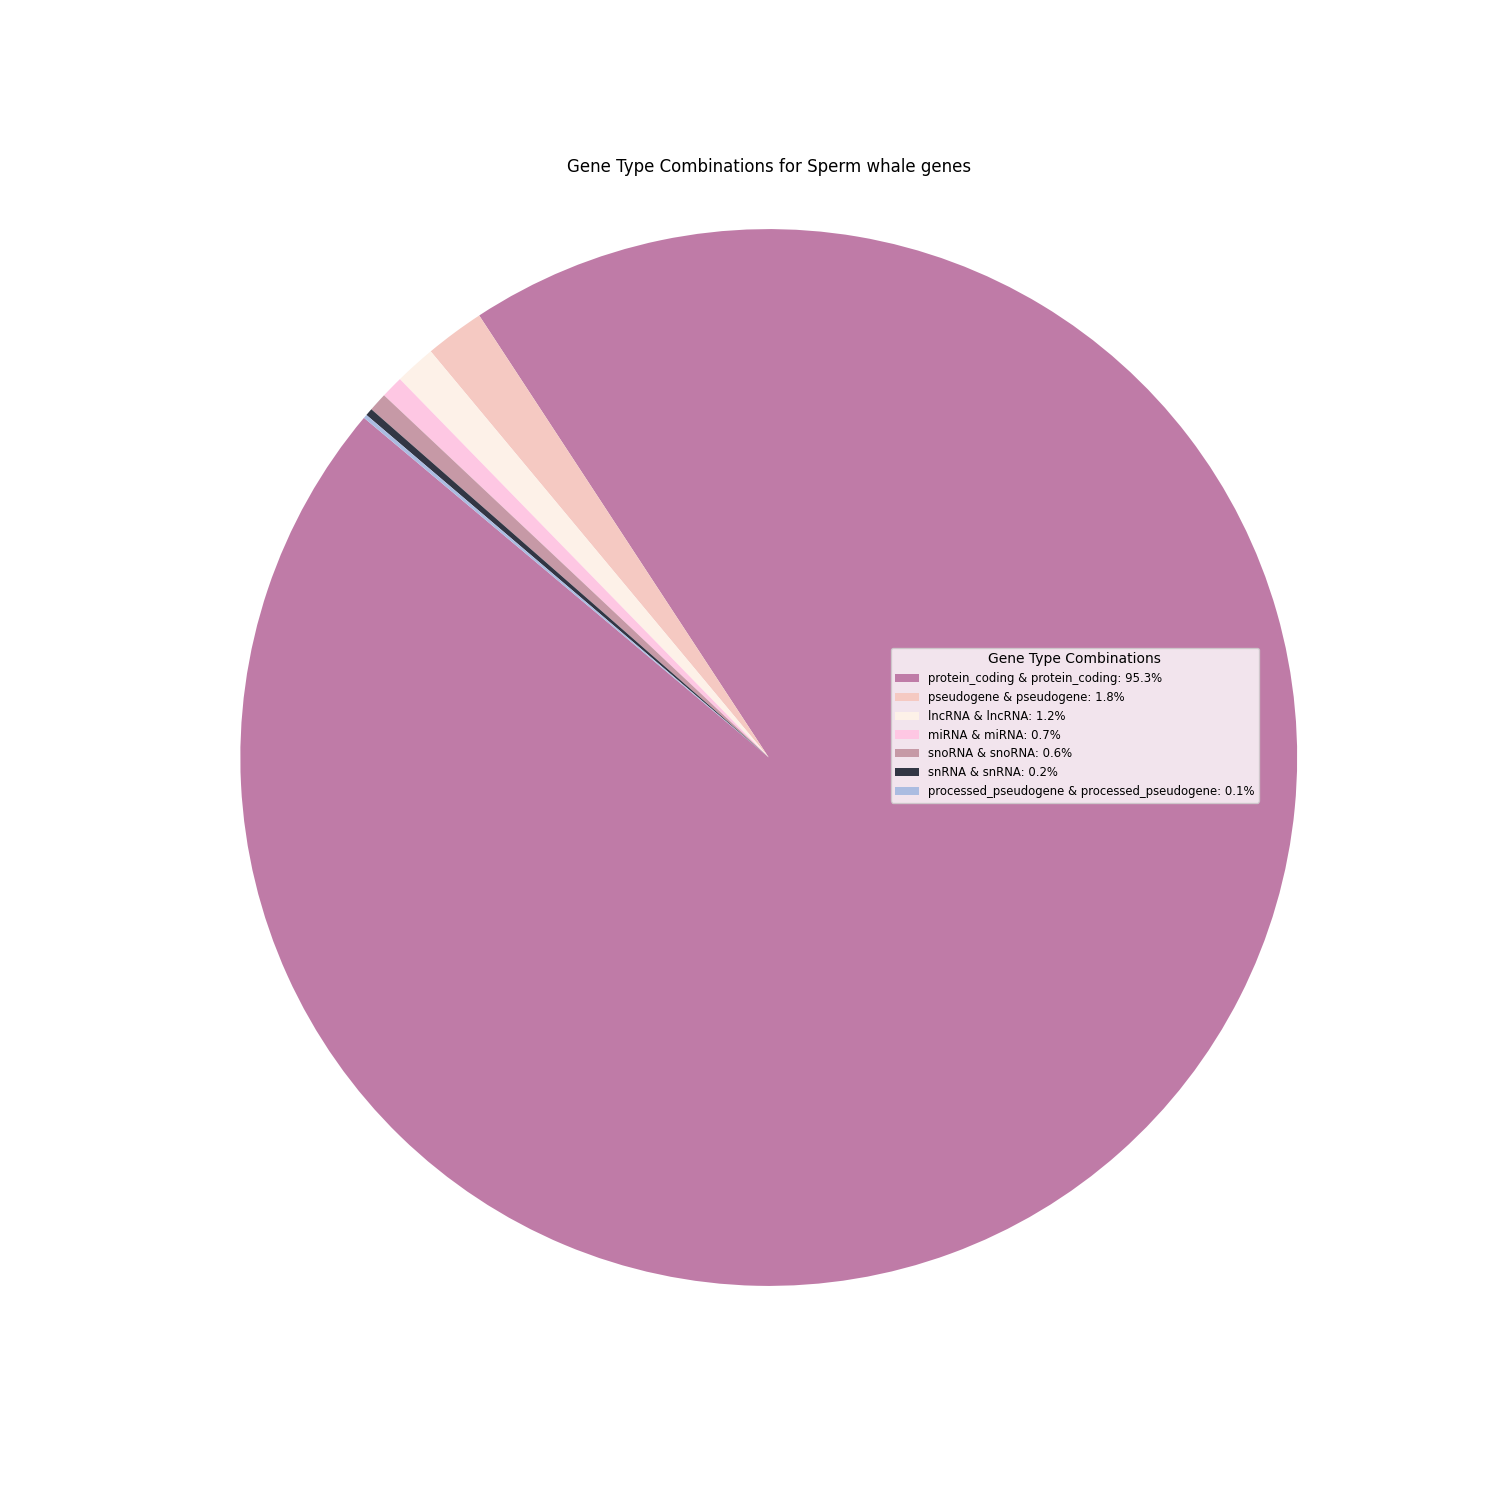 Gene Type Combinations for Sperm whale genes
Gene Type Combinations
protein_coding & protein_coding: 95.3%
pseudogene & pseudogene: 1.8%
lncRNA & lncRNA: 1.2%
miRNA & miRNA: 0.7%
snoRNA & snoRNA: 0.6%
snRNA & snRNA: 0.2%
processed_pseudogene & processed_pseudogene: 0.1%